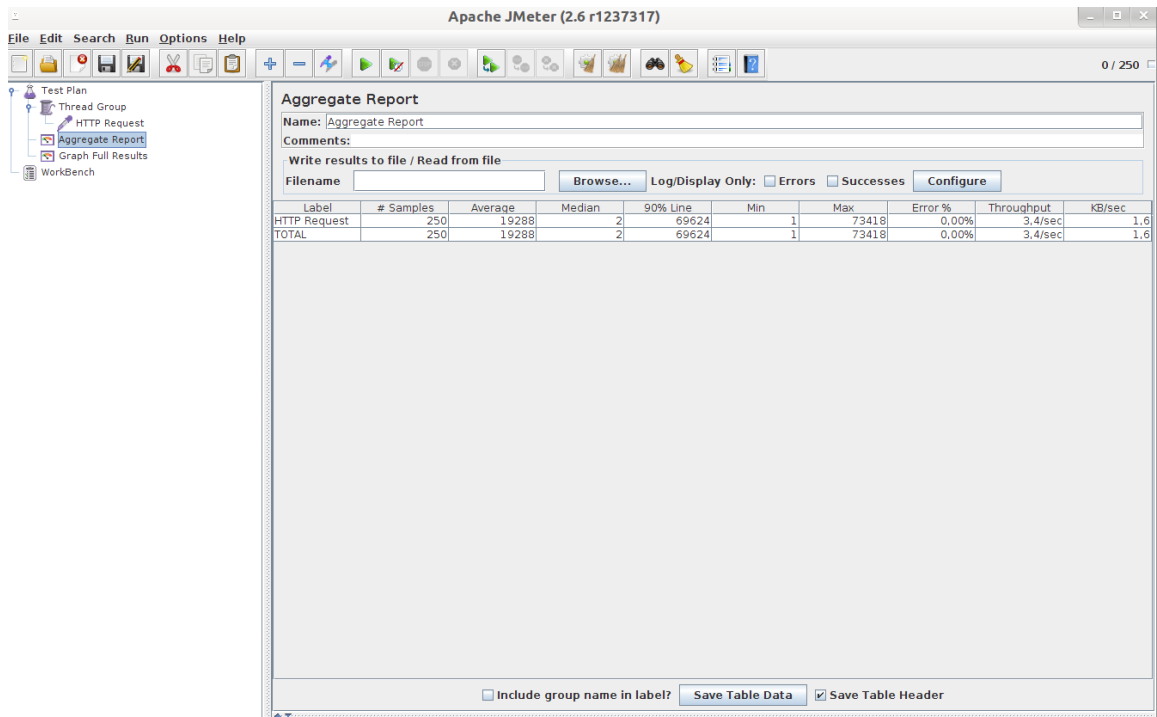 Apache JMeter (2.6 r1237317)
File Edit Search Run Options Help
0 / 250
Test Plan
Thread Group
HTTP Request
Aggregate Report
Graph Full Results
WorkBench
Aggregate Report
Name: Aggregate Report
Comments:
Write results to file / Read from file
Filename Browse... Log/Display Only: Errors Successes Configure
Label # Samples Average Median 90% Line Min Max Error % Throughput KB/sec
HTTP Request 250 19288 2 69624 1 73418 0,00% 3,4/sec 1,6
TOTAL 250 19288 2 69624 1 73418 0,00% 3,4/sec 1,6
Include group name in label? Save Table Data Save Table Header